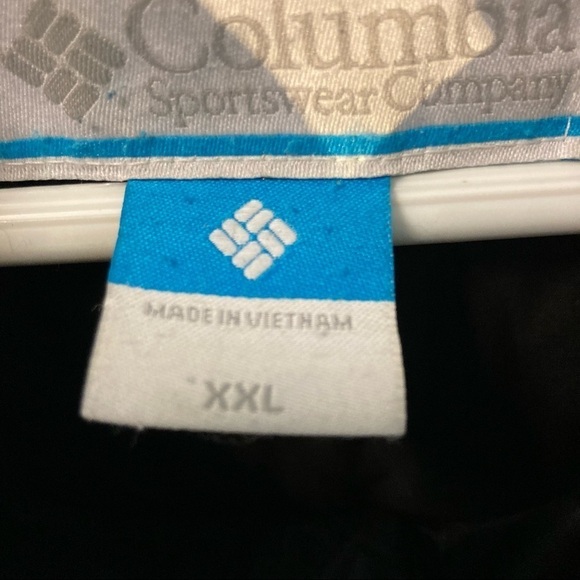 Columbia
Sportswear Company
MADE IN VIETNAM
XXL